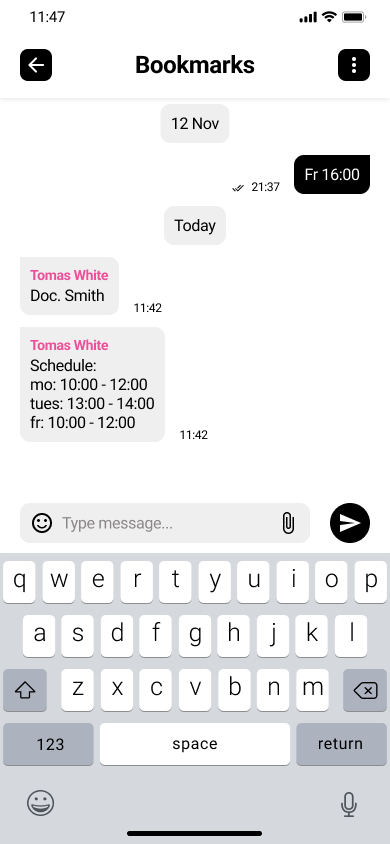 11:47
Bookmarks
12 Nov
21:37
Fr 16:00
Today
Tomas White
Doc. Smith
11:42
Tomas White
Schedule:
mo: 10:00 - 12:00
tues: 13:00 - 14:00
fr: 10:00 - 12:00
11:42
Type message...
q w e r t y u i o p
a s d f g h j k l
z x c v b n m
123 space return